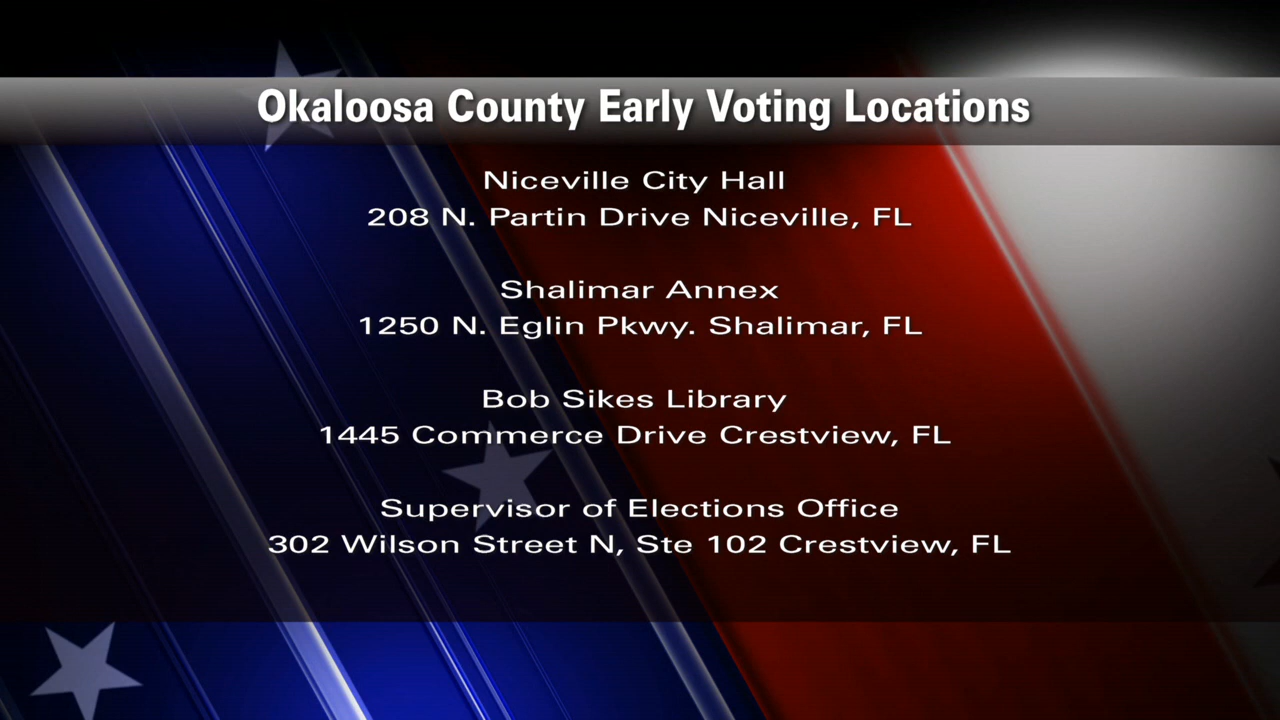 Okaloosa County Early Voting Locations
Niceville City Hall
208 N. Partin Drive Niceville, FL
Shalimar Annex
1250 N. Eglin Pkwy. Shalimar, FL
Bob Sikes Library
1445 Commerce Drive Crestview, FL
Supervisor of Elections Office
302 Wilson Street N, Ste 102 Crestview, FL